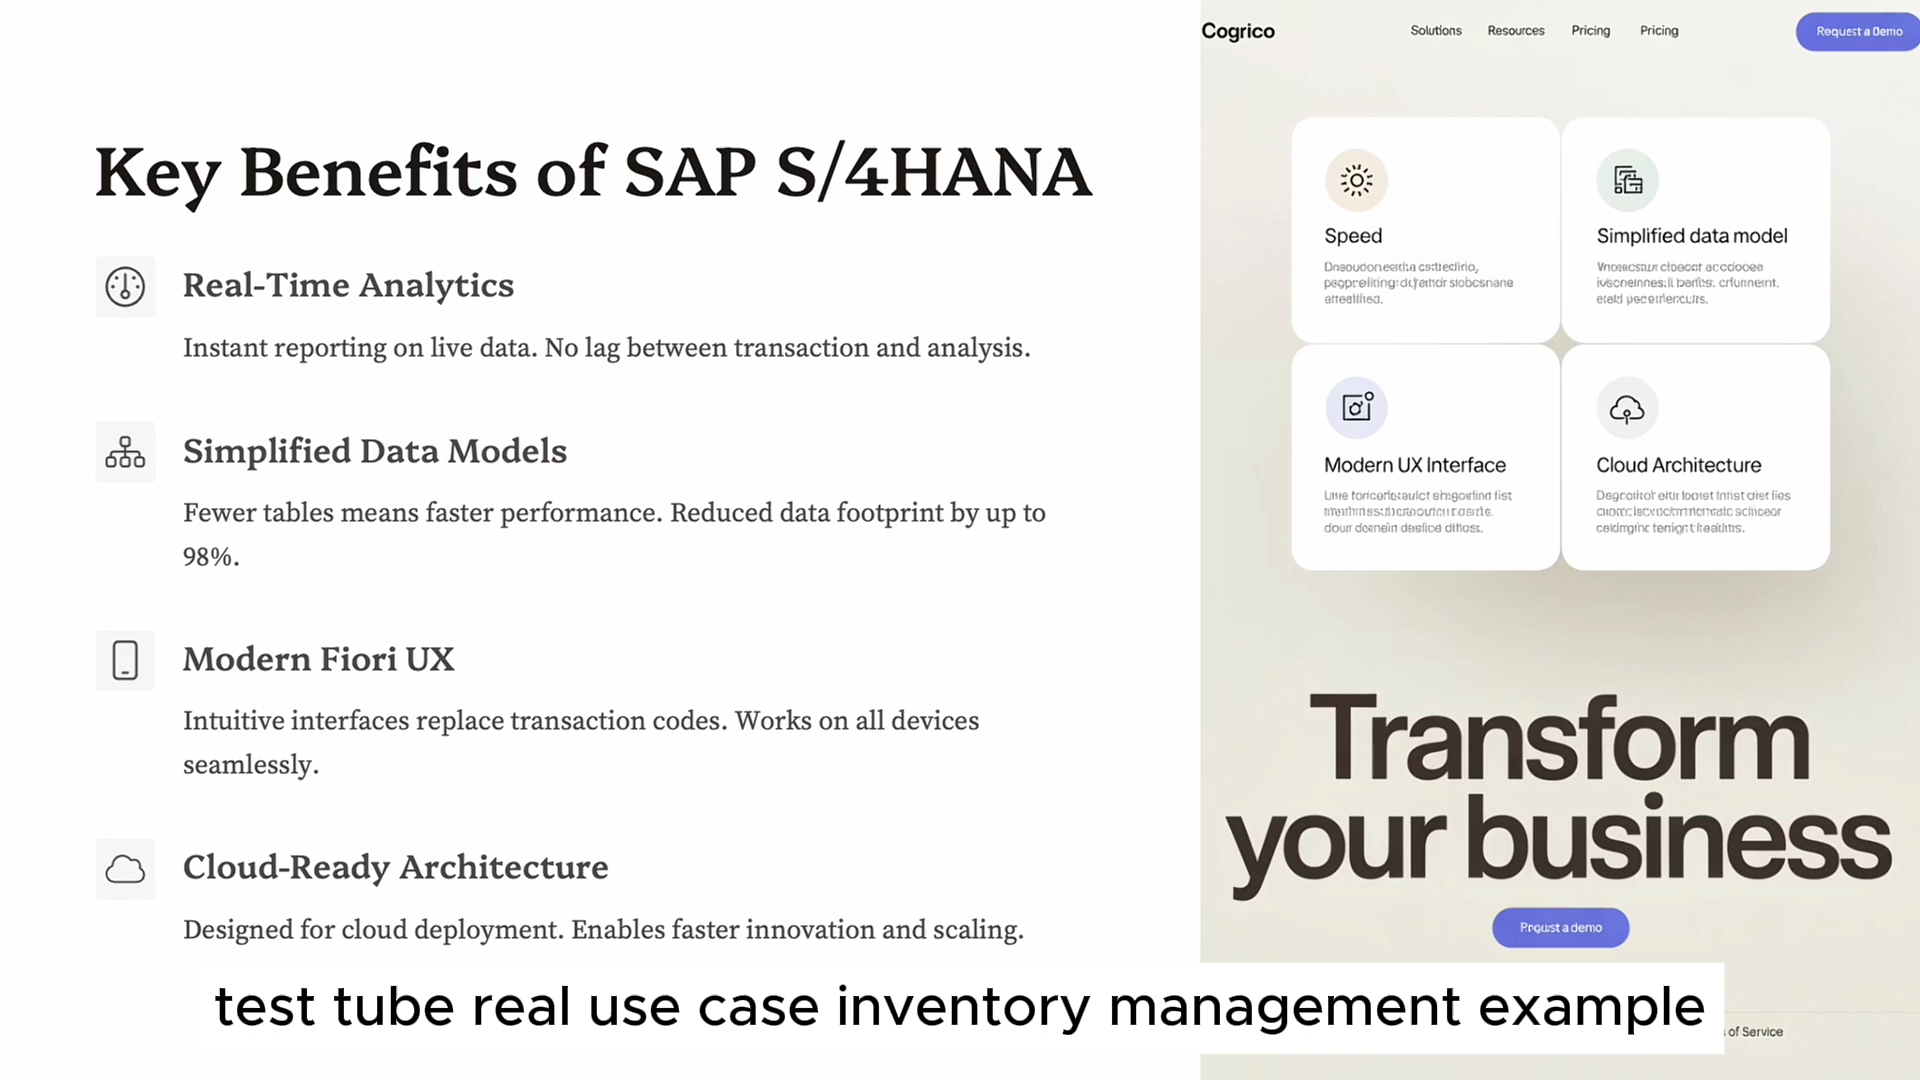 Key Benefits of SAP S/4HANA
Real-Time Analytics
Instant reporting on live data. No lag between transaction and analysis.
Simplified Data Models
Fewer tables means faster performance. Reduced data footprint by up to
98%.
Modern Fiori UX
Intuitive interfaces replace transaction codes. Works on all devices
seamlessly.
Cloud-Ready Architecture
Designed for cloud deployment. Enables faster innovation and scaling.
Cogrico
Solutions Resources Pricing Pricing
Request a Demo
Speed
Simplified data model
Modern UX Interface
Cloud Architecture
Transform
your business
a demo
of Service
test tube real use case inventory management example